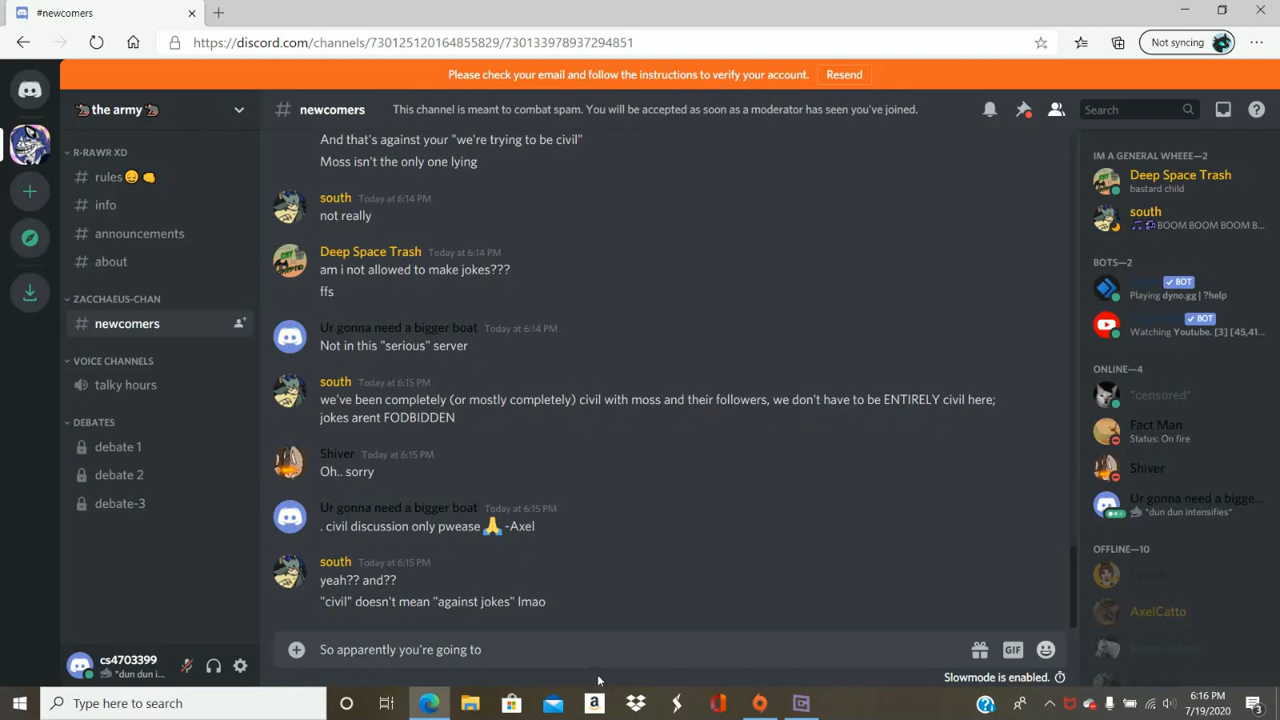 #newcomers
https://discord.com/channels/730125120164855829/730133978937294851
Not syncing
Please check your email and follow the instructions to verify your account.
Resend
the army
newcomers
This channel is meant to combat spam. You will be accepted as soon as a moderator has seen you've joined.
Search
R-RAWR XD
rules
info
announcements
about
ZACCHAEUS-CHAN
newcomers
VOICE CHANNELS
talky hours
DEBATES
debate 1
debate 2
debate-3
cs4703399
*dun dun i...
And that's against your "we're trying to be civil"
Moss isn't the only one lying
south Today at 6:14 PM
not really
Deep Space Trash Today at 6:14 PM
am i not allowed to make jokes???
ffs
Ur gonna need a bigger boat Today at 6:14 PM
Not in this "serious" server
south Today at 6:15 PM
we've been completely (or mostly completely) civil with moss and their followers, we don't have to be ENTIRELY civil here;
jokes arent FODBIDDEN
Shiver Today at 6:15 PM
Oh.. sorry
Ur gonna need a bigger boat Today at 6:15 PM
. civil discussion only pwease 🙏 -Axel
south Today at 6:15 PM
yeah?? and??
"civil" doesn't mean "against jokes" lmao
So apparently you're going to
GIF
Slowmode is enabled.
IM A GENERAL WHEEE—2
Deep Space Trash
bastard child
south
BOOM BOOM BOOM B...
BOTS—2
BOT
Playing dyno.gg | ?help
BOT
Watching Youtube. [3] [45,41...
ONLINE—4
*censored*
Fact Man
Status: On fire
Shiver
Ur gonna need a bigge...
*dun dun intensifies*
OFFLINE—10
AxelCatto
Type here to search
6:16 PM
7/19/2020